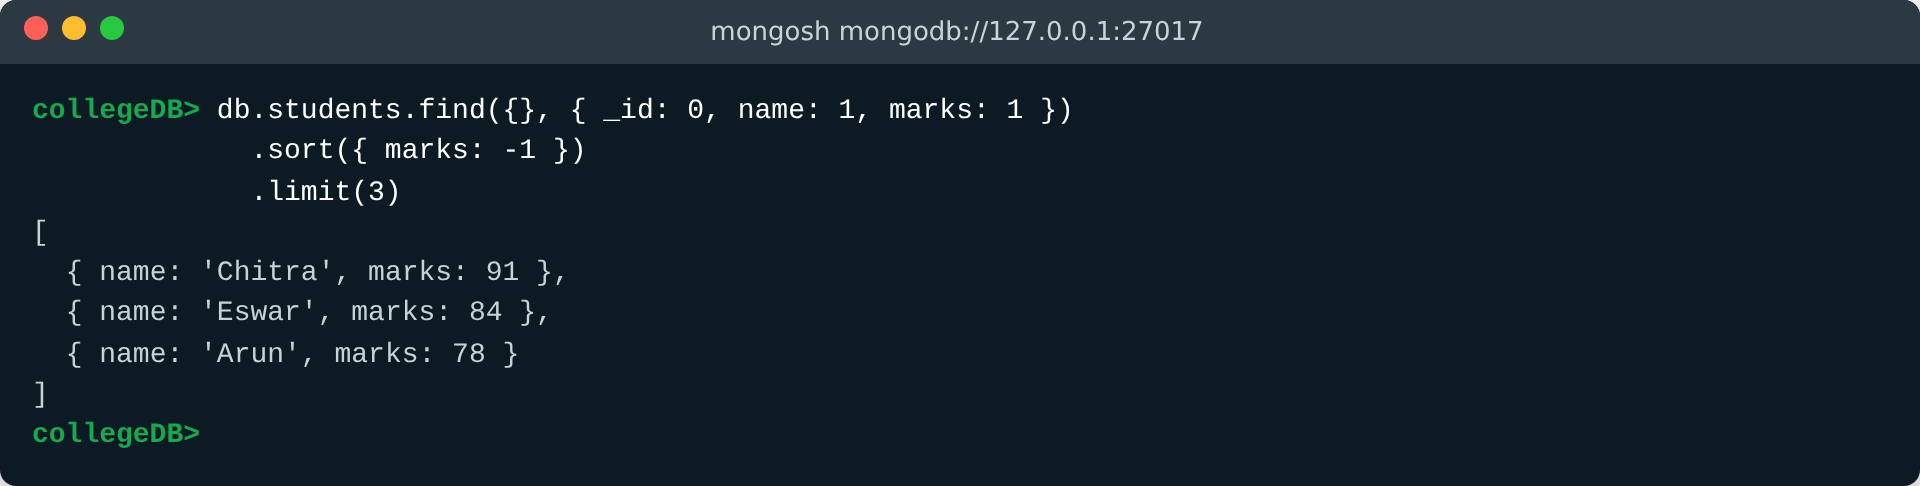 mongosh mongodb://127.0.0.1:27017
collegeDB> db.students.find({}, { _id: 0, name: 1, marks: 1 })
             .sort({ marks: -1 })
             .limit(3)
[
  { name: 'Chitra', marks: 91 },
  { name: 'Eswar', marks: 84 },
  { name: 'Arun', marks: 78 }
]
collegeDB>